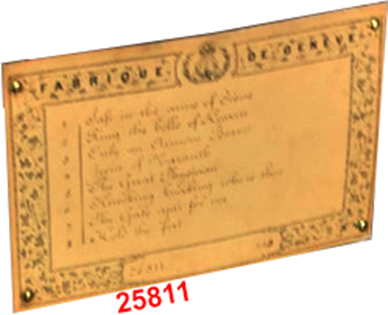 FABRIQUE DE GENÈVE
1 Safe in the arms of Jesus
2 Ring the bells of Heaven
3 Only an Armour Bearer
4 of Nazareth
5 The Great Physician
6 Knocking knocking who is there
7 The Gate ajar for me
8 Hold the fort
25811
25811